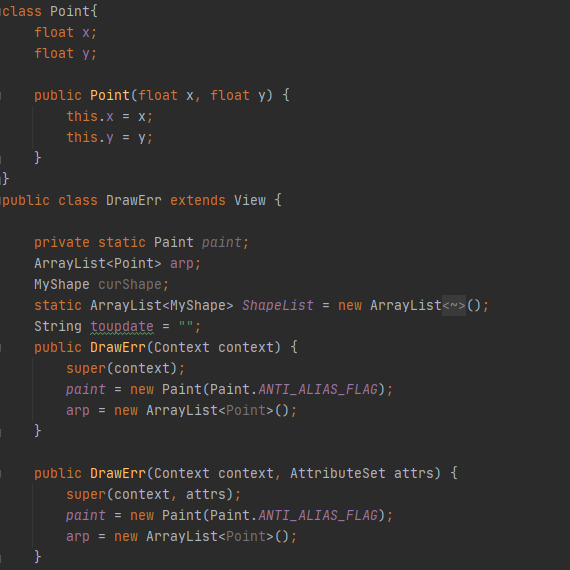 class Point{
    float x;
    float y;

    public Point(float x, float y) {
        this.x = x;
        this.y = y;
    }
}
public class DrawErr extends View {

    private static Paint paint;
    ArrayList<Point> arp;
    MyShape curShape;
    static ArrayList<MyShape> ShapeList = new ArrayList<~>();
    String toupdate = "";
    public DrawErr(Context context) {
        super(context);
        paint = new Paint(Paint.ANTI_ALIAS_FLAG);
        arp = new ArrayList<Point>();
    }

    public DrawErr(Context context, AttributeSet attrs) {
        super(context, attrs);
        paint = new Paint(Paint.ANTI_ALIAS_FLAG);
        arp = new ArrayList<Point>();
    }